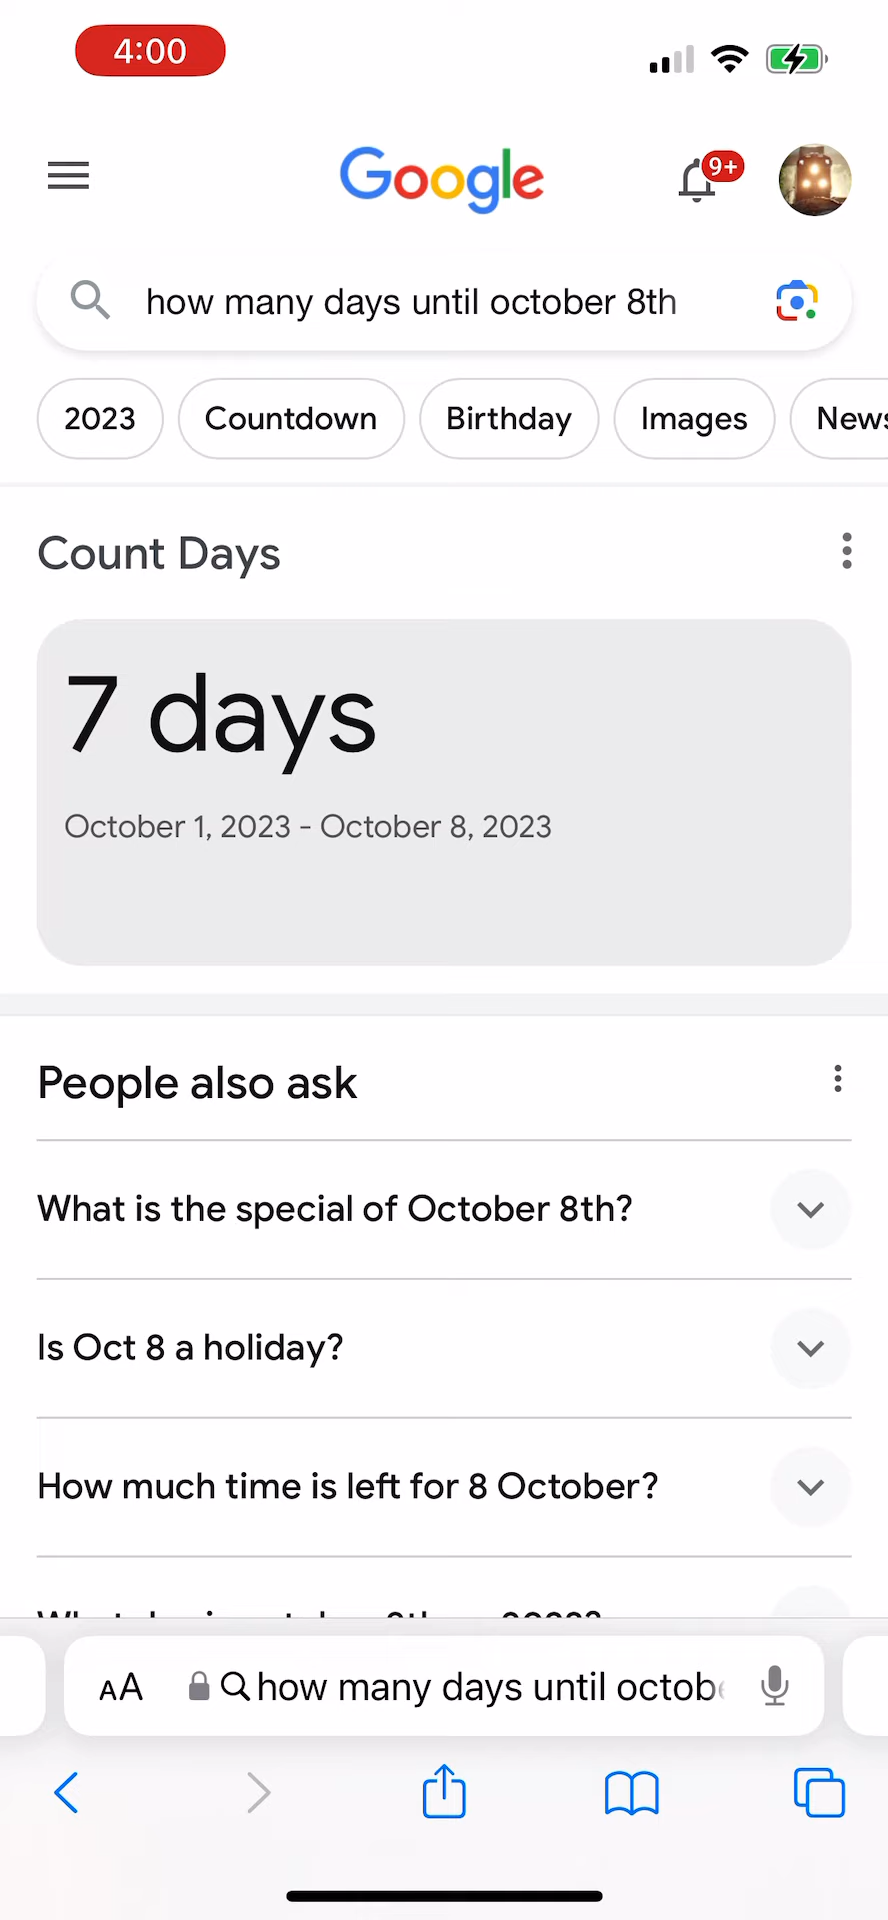 4:00
Google
9+
how many days until october 8th
2023 Countdown Birthday Images News
Count Days
7 days
October 1, 2023 - October 8, 2023
People also ask
What is the special of October 8th?
Is Oct 8 a holiday?
How much time is left for 8 October?
AA how many days until octobe